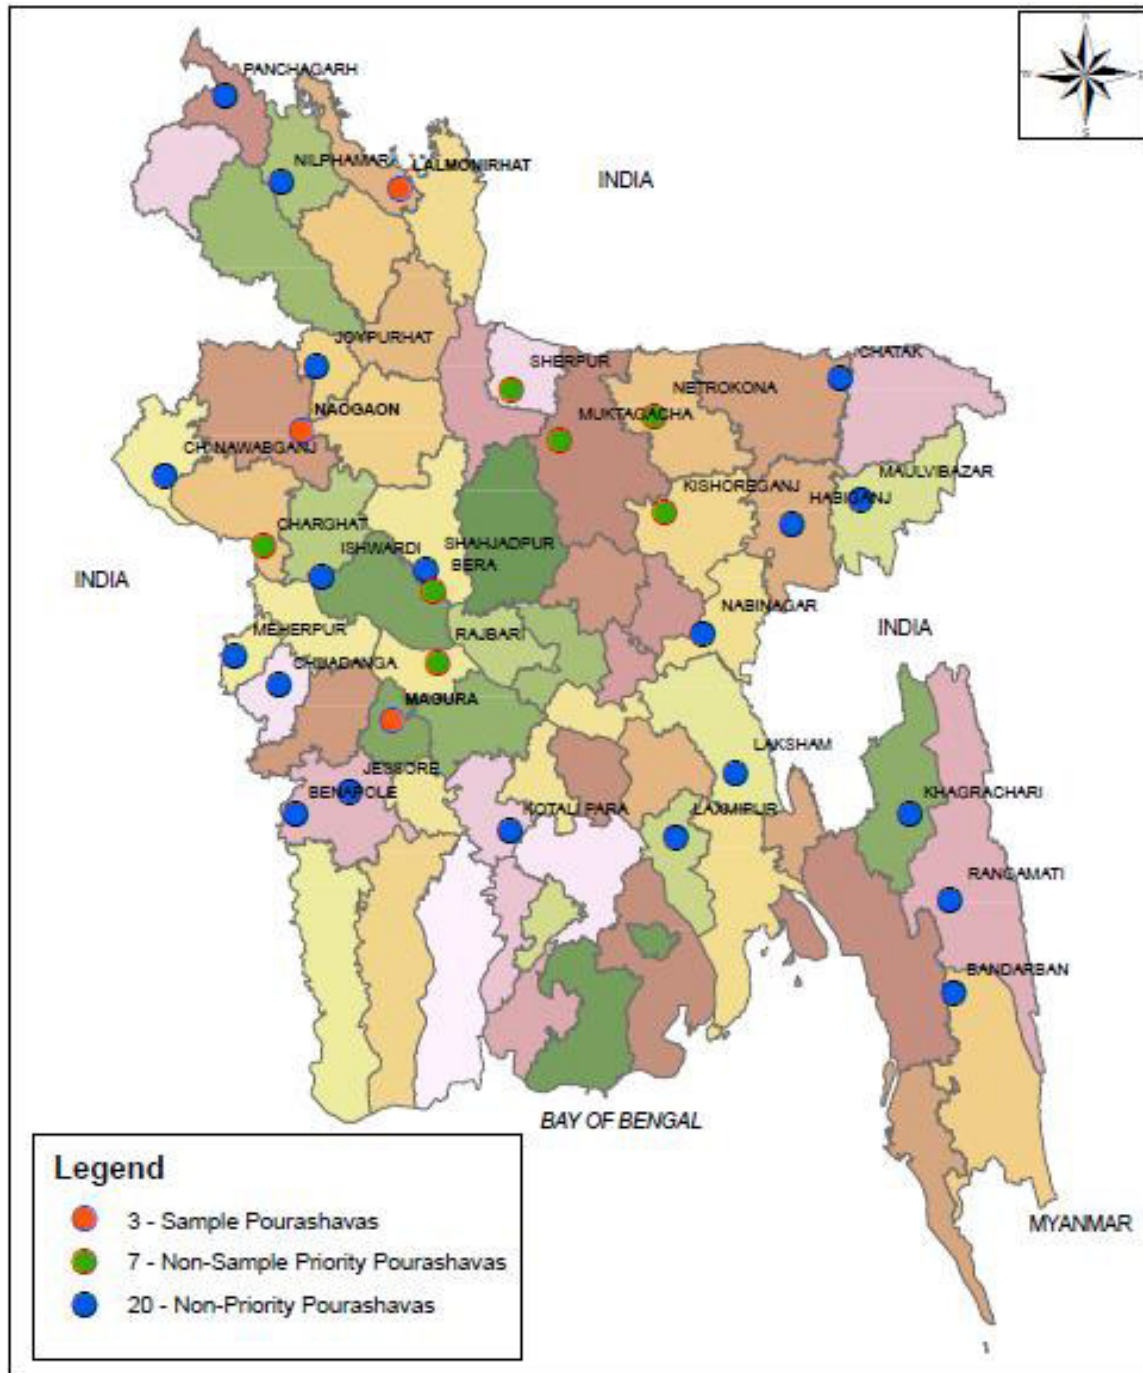 N
W
E
S
PANCHAGARH
NILPHAMARI
LALMONIRHAT
INDIA
JOYPURHAT
SHERPUR
CHATAK
NETROKONA
NAOGAON
MUKTAGACHA
CH. NAWABGANJ
MAULVIBAZAR
KISHOREGANJ
HABIGANJ
CHARGHAT
ISHWARDI
SHAHJADPUR
BERA
INDIA
NABINAGAR
INDIA
MEHERPUR
RAJBARI
CHUADANGA
MAGURA
LAKSHAM
JESSORE
BENAPOLE
KOTALI PARA
LAXMIPUR
KHAGRACHARI
RANGAMATI
BANDARBAN
BAY OF BENGAL
MYANMAR
Legend
3 - Sample Pourashavas
7 - Non-Sample Priority Pourashavas
20 - Non-Priority Pourashavas